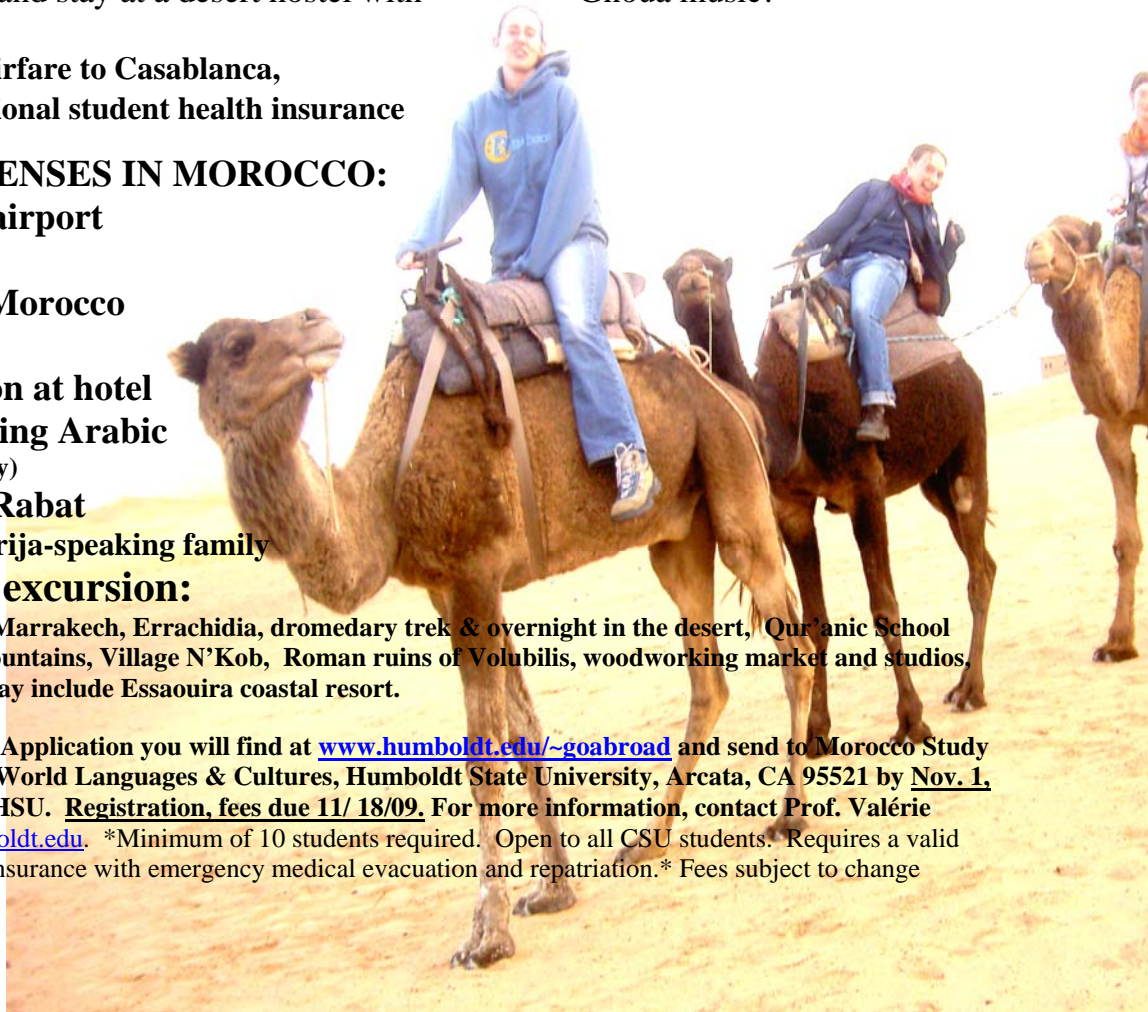 and stay at a desert hostel with Ghoda music?
irfare to Casablanca,
ional student health insurance
ENSES IN MOROCCO:
airport
Morocco
on at hotel
ing Arabic
y)
Rabat
rija-speaking family
excursion:
Marrakech, Errachidia, dromedary trek & overnight in the desert, Qur'anic School
ountains, Village N'Kob, Roman ruins of Volubilis, woodworking market and studios,
ay include Essaouira coastal resort.
Application you will find at www.humboldt.edu/~goabroad and send to Morocco Study
World Languages & Cultures, Humboldt State University, Arcata, CA 95521 by Nov. 1,
HSU. Registration, fees due 11/ 18/09. For more information, contact Prof. Valérie
oldt.edu. *Minimum of 10 students required. Open to all CSU students. Requires a valid
nsurance with emergency medical evacuation and repatriation.* Fees subject to change